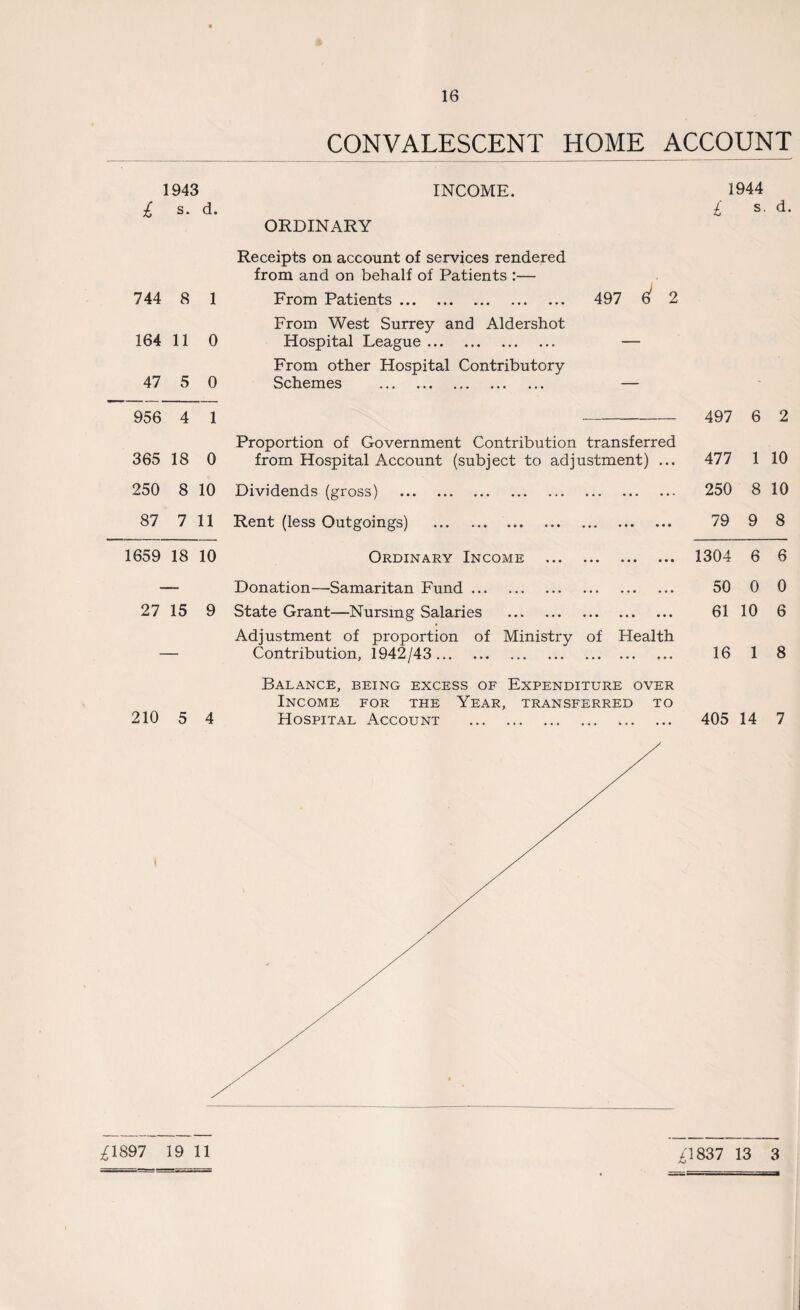 16
CONVALESCENT HOME ACCOUNT
1943 INCOME. 1944
£ s. d. £ s. d.
ORDINARY
Receipts on account of services rendered
from and on behalf of Patients :—
744 8 1 From Patients ... ... ... ... ... 497 6 2
From West Surrey and Aldershot
164 11 0 Hospital League ... ... ... ... —
From other Hospital Contributory
47 5 0 Schemes ... ... ... ... ... —
956 4 1 497 6 2
Proportion of Government Contribution transferred
365 18 0 from Hospital Account (subject to adjustment) ... 477 1 10
250 8 10 Dividends (gross) ... ... ... ... ... ... ... ... 250 8 10
87 7 11 Rent (less Outgoings) ... ... ... ... ... ... ... 79 9 8
1659 18 10 ORDINARY INCOME ... ... ... ... 1304 6 6
— Donation—Samaritan Fund ... ... ... ... ... ... 50 0 0
27 15 9 State Grant—Nursing Salaries ... ... ... ... ... 61 10 6
Adjustment of proportion of Ministry of Health
— Contribution, 1942/43 ... ... ... ... ... ... ... 16 1 8
BALANCE, BEING EXCESS OF EXPENDITURE OVER
INCOME FOR THE YEAR, TRANSFERRED TO
210 5 4 HOSPITAL ACCOUNT ... ... ... ... ... ... 405 14 7
£1897 19 11 £1837 13 3